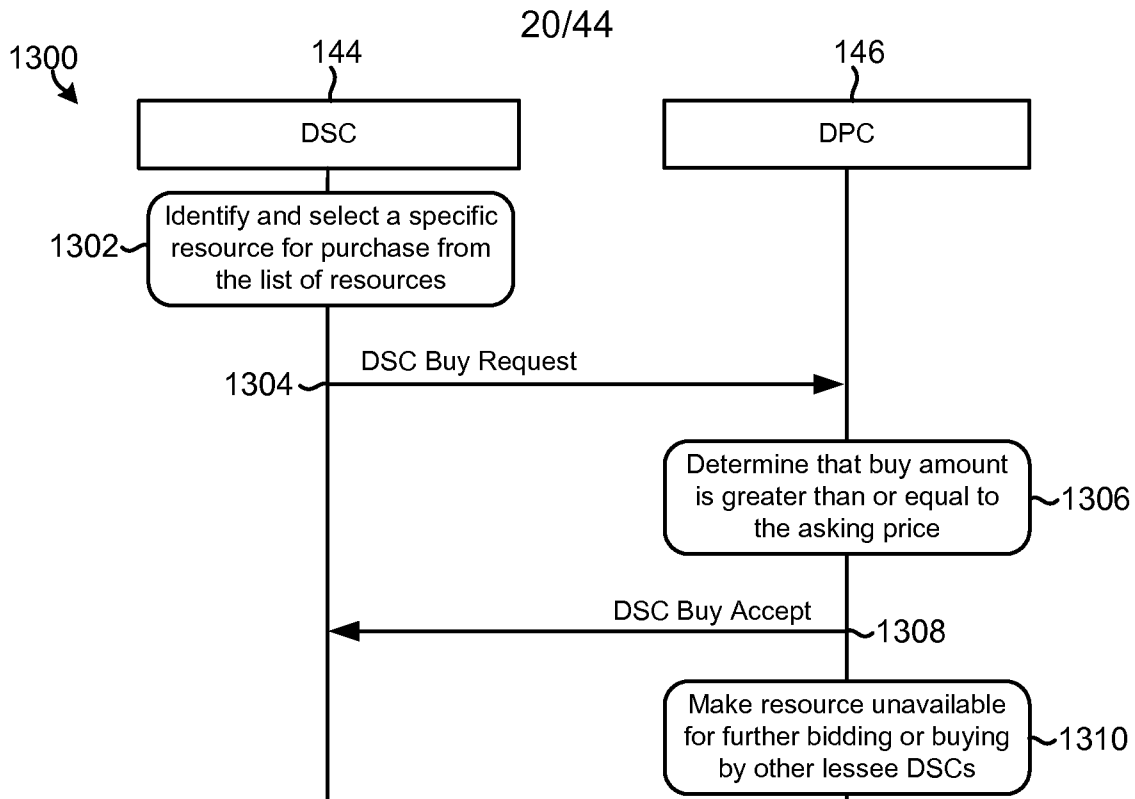 20/44
1300
144
146
DSC
DPC
1302
Identify and select a specific
resource for purchase from
the list of resources
DSC Buy Request
1304
Determine that buy amount
is greater than or equal to
the asking price
1306
DSC Buy Accept
1308
Make resource unavailable
for further bidding or buying
by other lessee DSCs
1310